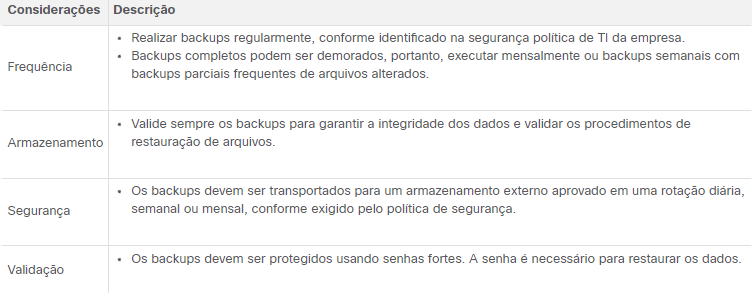 Considerações Descrição
• Realizar backups regularmente, conforme identificado na segurança política de TI da empresa.
• Backups completos podem ser demorados, portanto, executar mensalmente ou backups semanais com
backups parciais frequentes de arquivos alterados.
Frequência
• Valide sempre os backups para garantir a integridade dos dados e validar os procedimentos de
restauração de arquivos.
Armazenamento
• Os backups devem ser transportados para um armazenamento externo aprovado em uma rotação diária,
semanal ou mensal, conforme exigido pelo política de segurança.
Segurança
• Os backups devem ser protegidos usando senhas fortes. A senha é necessário para restaurar os dados.
Validação